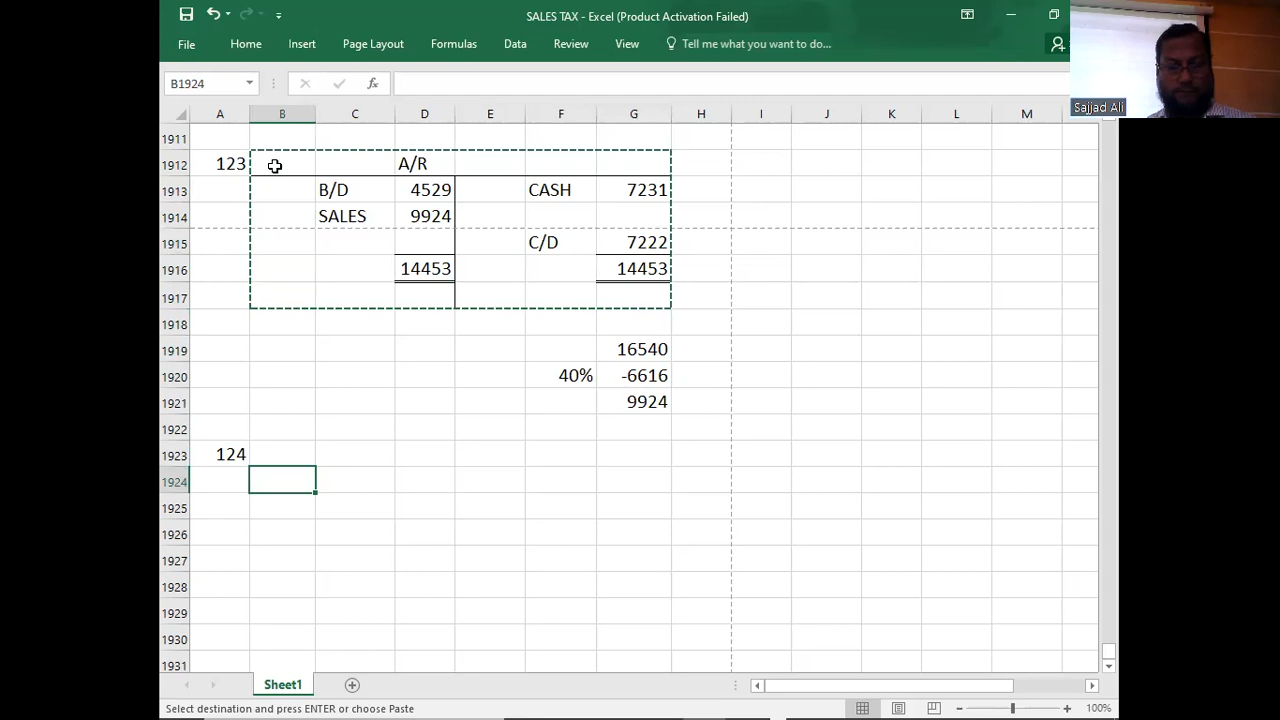 SALES TAX - Excel (Product Activation Failed)
File Home Insert Page Layout Formulas Data Review View Tell me what you want to do...
B1924
Sajjad Ali
A B C D E F G H I J K L M
1911
1912 123 A/R
1913 B/D 4529 CASH 7231
1914 SALES 9924
1915 C/D 7222
1916 14453 14453
1917
1918
1919 16540
1920 40% -6616
1921 9924
1922
1923 124
1924
1925
1926
1927
1928
1929
1930
1931
Sheet1
Select destination and press ENTER or choose Paste 100%